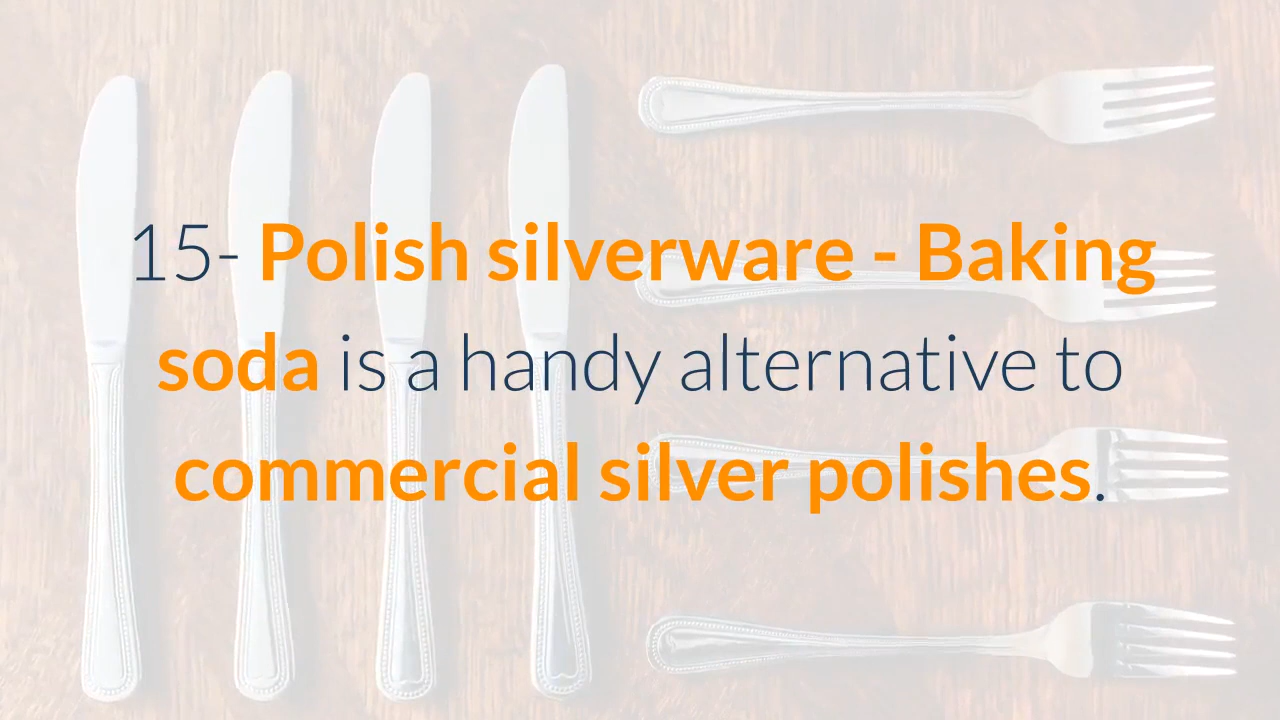 15- Polish silverware - Baking
soda is a handy alternative to
commercial silver polishes.